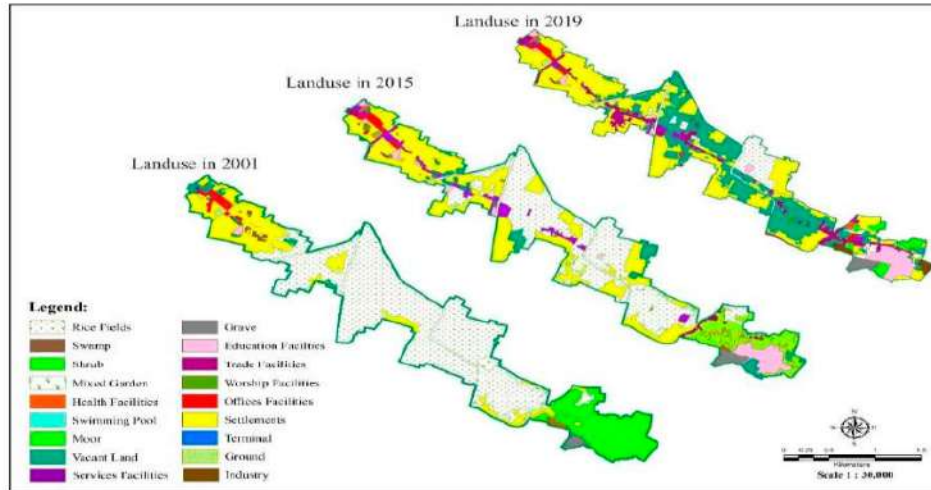 Landuse in 2019
Landuse in 2015
Landuse in 2001
Legend:
Rice Fields
Swamp
Shrub
Mixed Garden
Health Facilities
Swimming Pool
Moor
Vacant Land
Services Facilities
Grave
Education Facilities
Trade Facilities
Worship Facilities
Offices Facilities
Settlements
Terminal
Ground
Industry
N
Kilometers
Scale 1 : 30,000